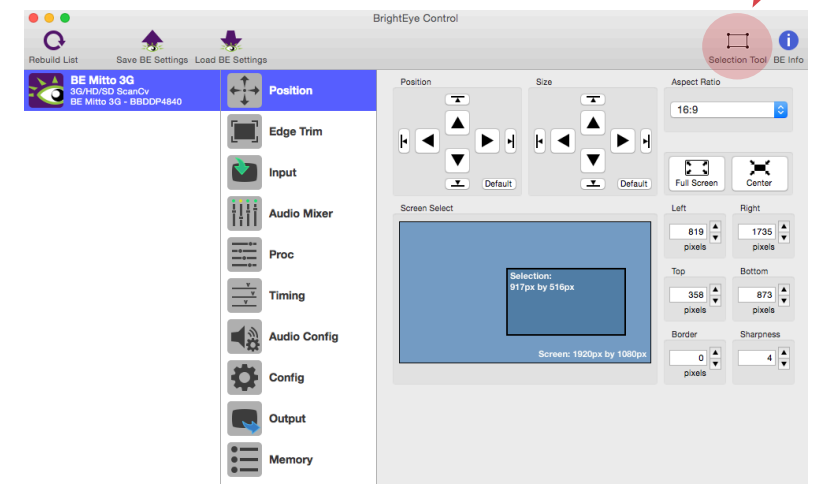 BrightEye Control
Rebuild List
Save BE Settings
Load BE Settings
Selection Tool
BE Info
BE Mitto 3G
3G/HD/SD ScanCv
BE Mitto 3G - BBDDP4840
Position
Edge Trim
Input
Audio Mixer
Proc
Timing
Audio Config
Config
Output
Memory
Position
Default
Size
Default
Aspect Ratio
16:9
Full Screen
Center
Screen Select
Selection:
917px by 516px
Screen: 1920px by 1080px
Left
819
pixels
Right
1735
pixels
Top
358
pixels
Bottom
873
pixels
Border
0
pixels
Sharpness
4